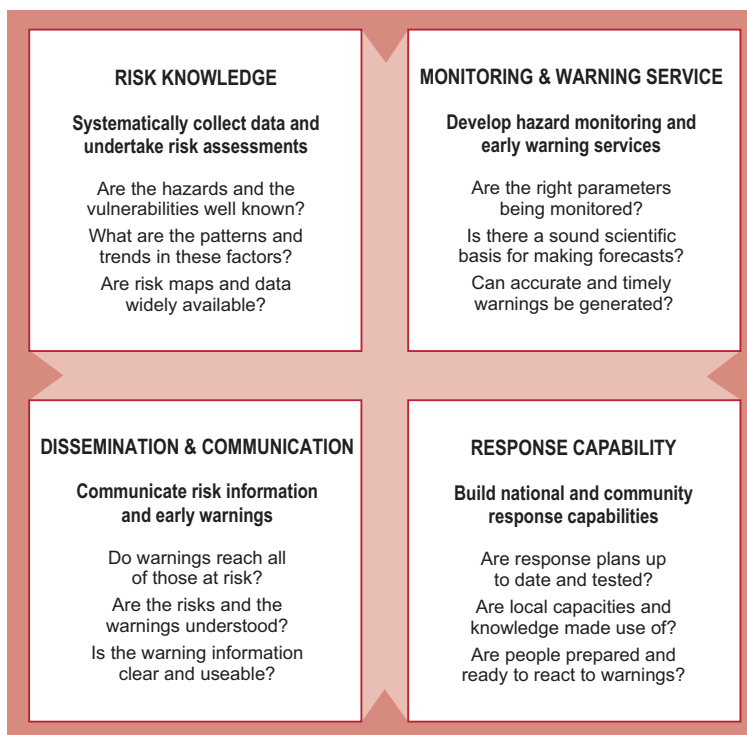 RISK KNOWLEDGE
Systematically collect data and
undertake risk assessments
Are the hazards and the
vulnerabilities well known?
What are the patterns and
trends in these factors?
Are risk maps and data
widely available?
MONITORING & WARNING SERVICE
Develop hazard monitoring and
early warning services
Are the right parameters
being monitored?
Is there a sound scientific
basis for making forecasts?
Can accurate and timely
warnings be generated?
DISSEMINATION & COMMUNICATION
Communicate risk information
and early warnings
Do warnings reach all
of those at risk?
Are the risks and the
warnings understood?
Is the warning information
clear and useable?
RESPONSE CAPABILITY
Build national and community
response capabilities
Are response plans up
to date and tested?
Are local capacities and
knowledge made use of?
Are people prepared and
ready to react to warnings?